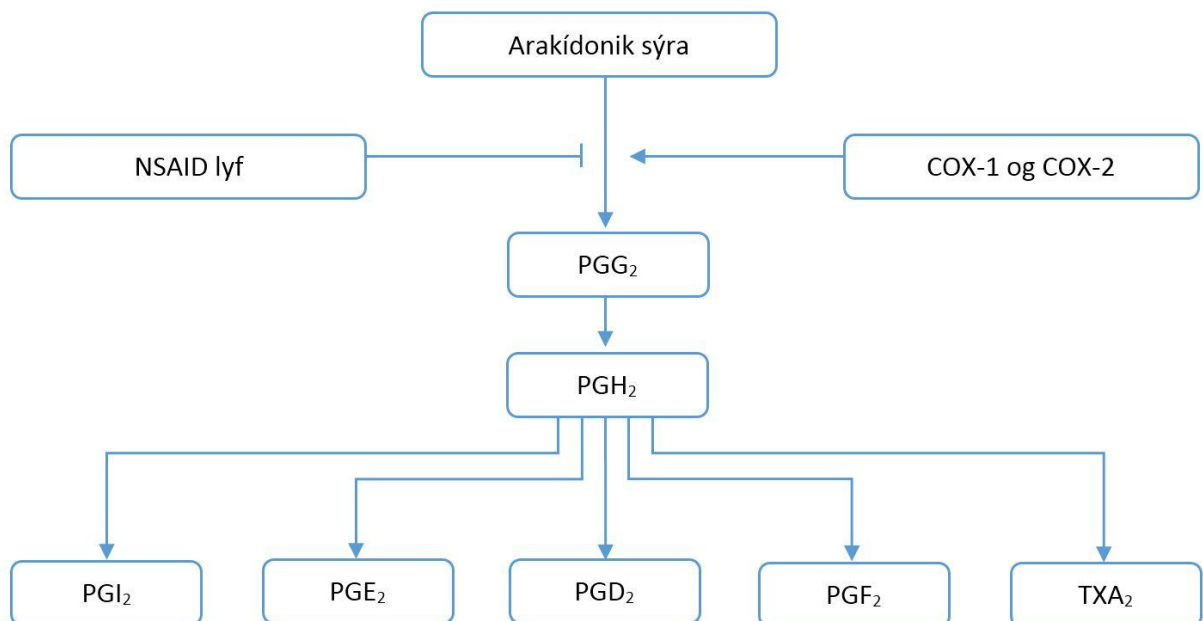 Arakídonik sýra
NSAID lyf
COX-1 og COX-2
PGG₂
PGH₂
PGI₂
PGE₂
PGD₂
PGF₂
TXA₂